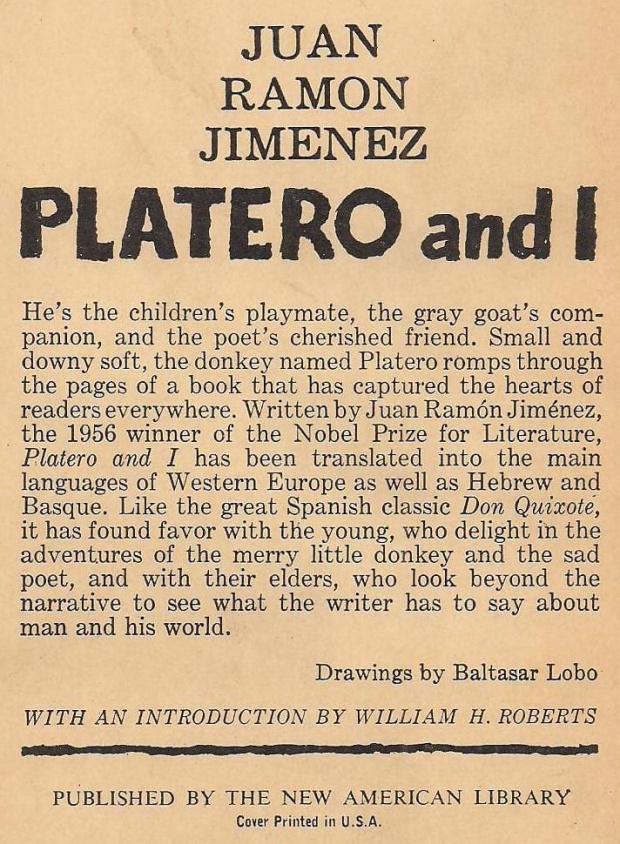 JUAN
RAMON
JIMENEZ
PLATERO and I
He's the children's playmate, the gray goat's com-
panion, and the poet's cherished friend. Small and
downy soft, the donkey named Platero romps through
the pages of a book that has captured the hearts of
readers everywhere. Written by Juan Ramón Jiménez,
the 1956 winner of the Nobel Prize for Literature,
Platero and I has been translated into the main
languages of Western Europe as well as Hebrew and
Basque. Like the great Spanish classic Don Quixote,
it has found favor with the young, who delight in the
adventures of the merry little donkey and the sad
poet, and with their elders, who look beyond the
narrative to see what the writer has to say about
man and his world.
Drawings by Baltasar Lobo
WITH AN INTRODUCTION BY WILLIAM H. ROBERTS
PUBLISHED BY THE NEW AMERICAN LIBRARY
Cover Printed in U.S.A.